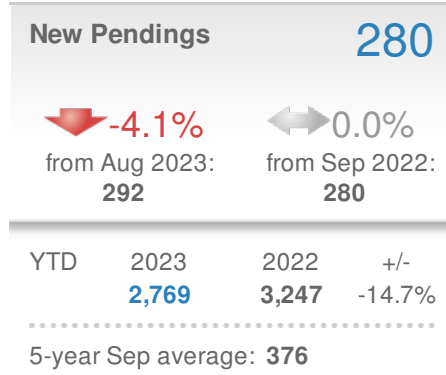 New Pendings 280
-4.1% 0.0%
from Aug 2023: from Sep 2022:
292 280
YTD 2023 2022 +/-
2,769 3,247 -14.7%
5-year Sep average: 376